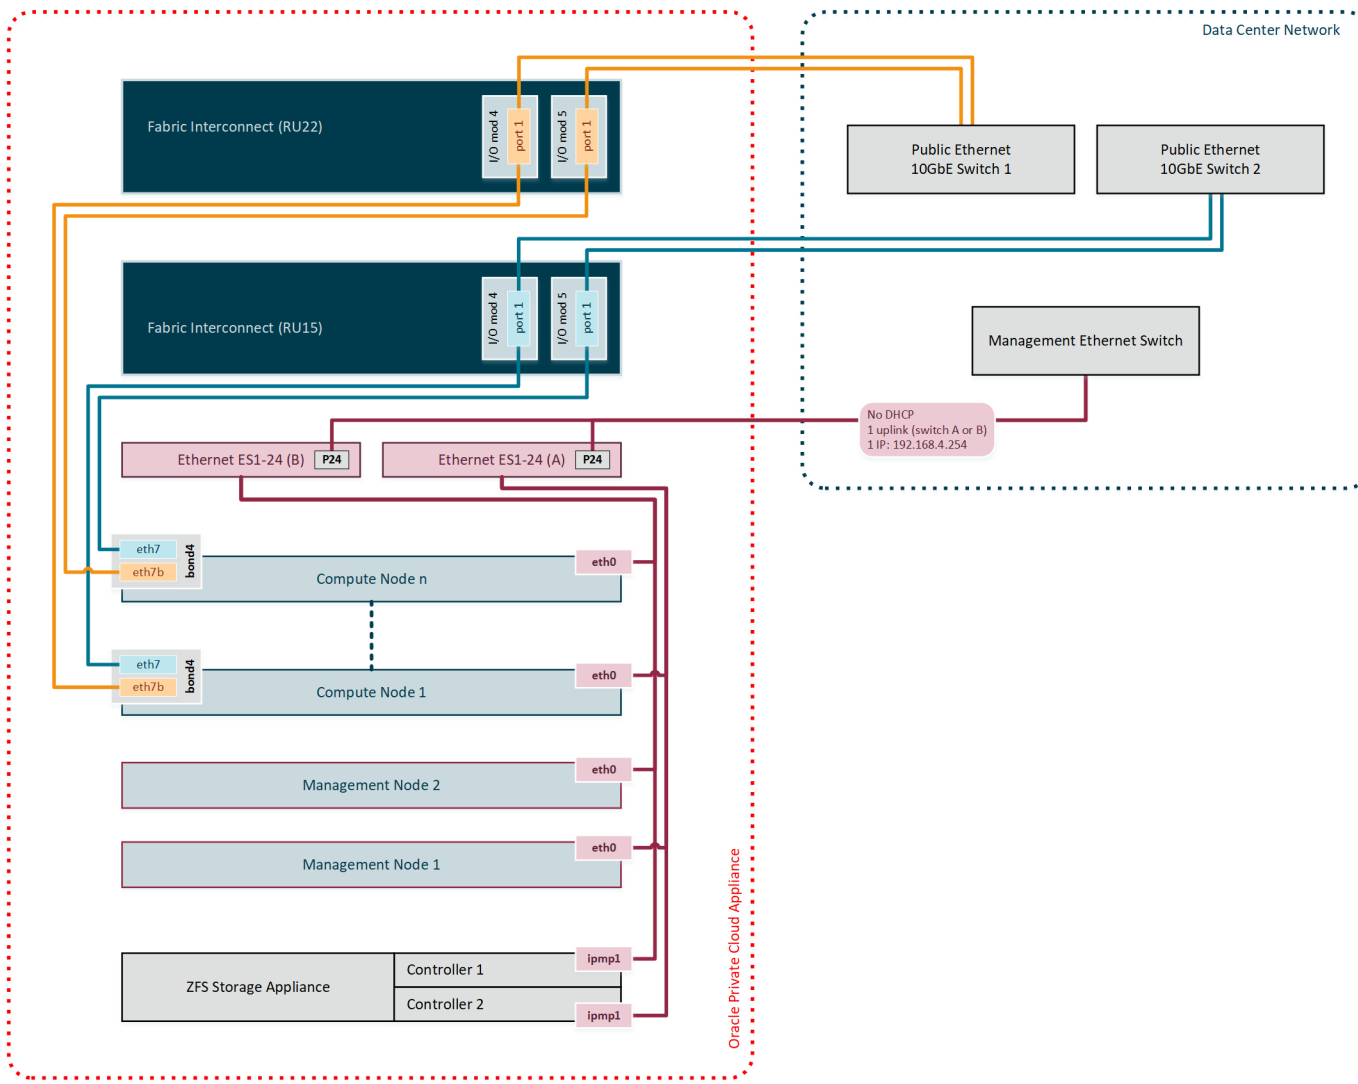 Data Center Network
Fabric Interconnect (RU22)
I/O mod 4
port 1
I/O mod 5
port 1
Public Ethernet
10GbE Switch 1
Public Ethernet
10GbE Switch 2
Fabric Interconnect (RU15)
I/O mod 4
port 1
I/O mod 5
port 1
Management Ethernet Switch
No DHCP
1 uplink (switch A or B)
1 IP: 192.168.4.254
Ethernet ES1-24 (B)
P24
Ethernet ES1-24 (A)
P24
eth7
eth7b
bond4
Compute Node n
eth0
eth7
eth7b
bond4
Compute Node 1
eth0
Management Node 2
eth0
Management Node 1
eth0
ZFS Storage Appliance
Controller 1
ipmp1
Controller 2
ipmp1
Oracle Private Cloud Appliance